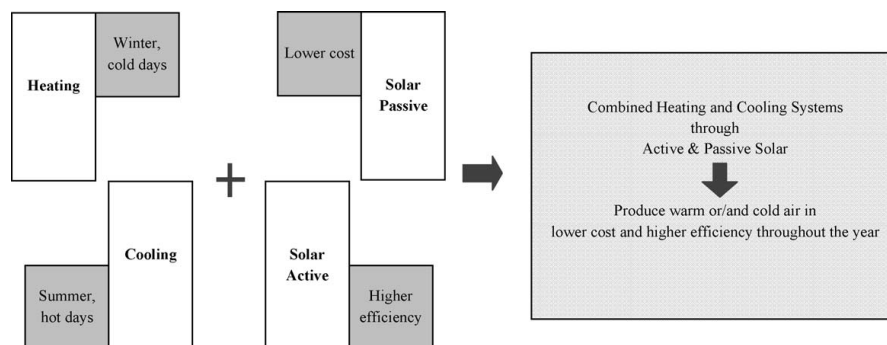 Heating
Winter,
cold days
Cooling
Summer,
hot days
+
Lower cost
Solar
Passive
Solar
Active
Higher
efficiency
Combined Heating and Cooling Systems
through
Active & Passive Solar
Produce warm or/and cold air in
lower cost and higher efficiency throughout the year